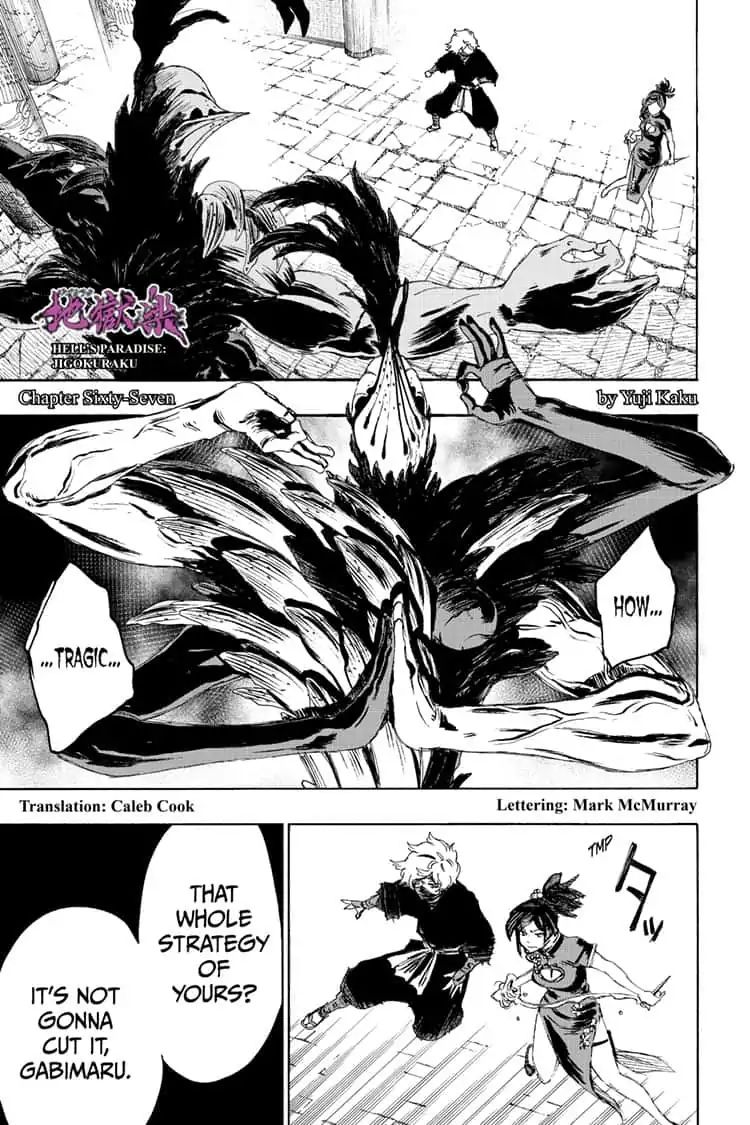 地獄楽
HELL'S PARADISE:
JIGOKURAKU
Chapter Sixty-Seven
by Yuji Kaku
HOW...
...TRAGIC...
Translation: Caleb Cook
Lettering: Mark McMurray
TMP
タッ
THAT
WHOLE
STRATEGY
OF
YOURS?
IT'S NOT
GONNA
CUT IT,
GABIMARU.